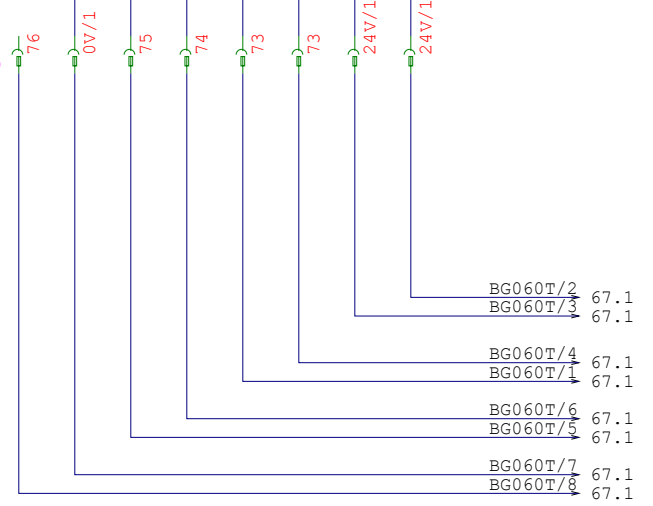 76
0V/1
75
74
73
73
24V/1
24V/1
BG060T/2 67.1
BG060T/3 67.1
BG060T/4 67.1
BG060T/1 67.1
BG060T/6 67.1
BG060T/5 67.1
BG060T/7 67.1
BG060T/8 67.1